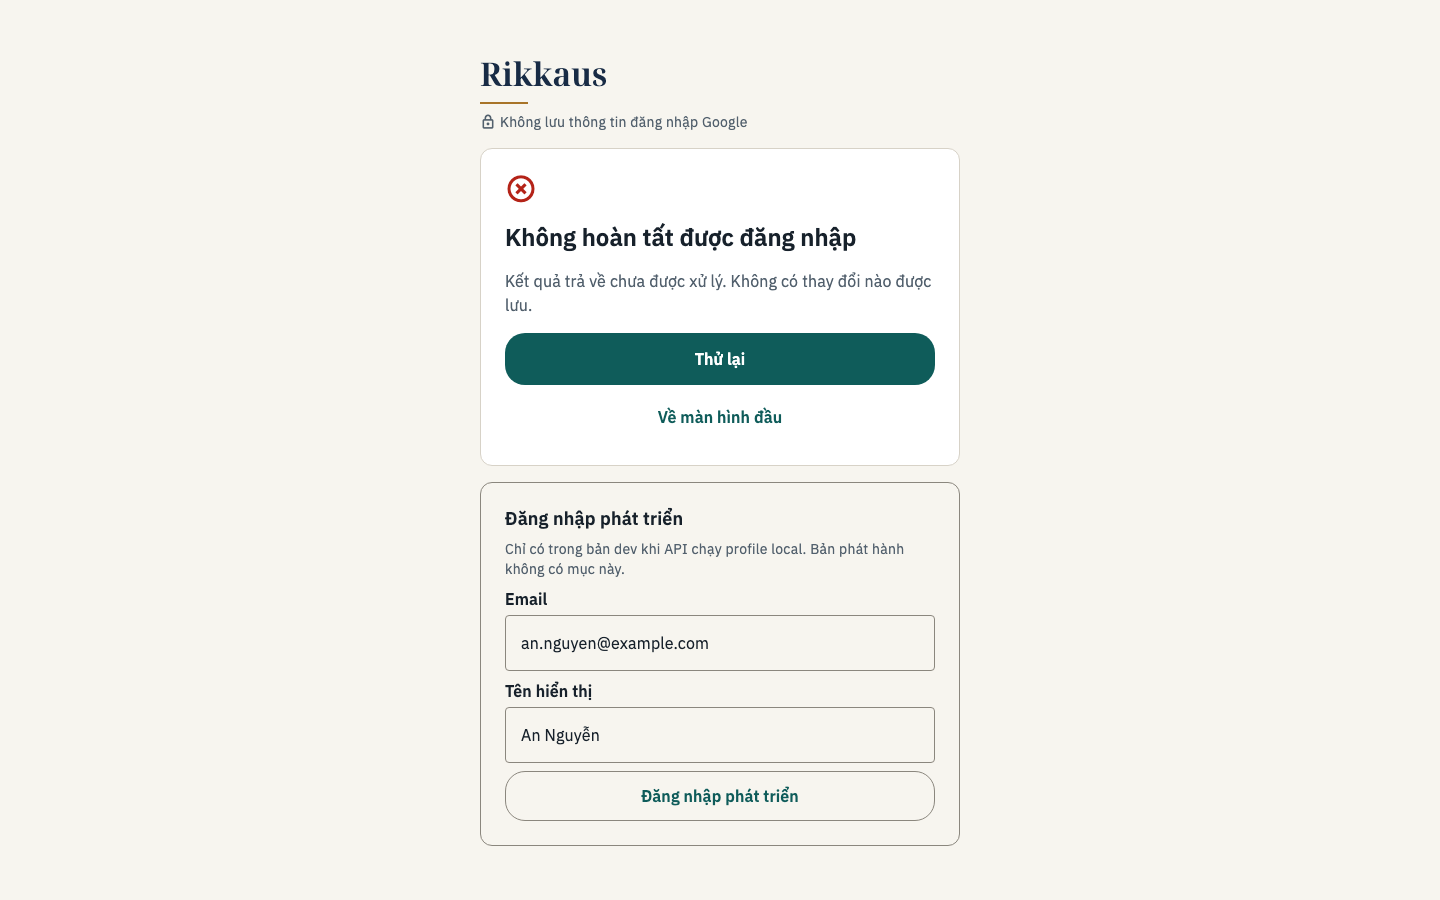 Rikkaus
Không lưu thông tin đăng nhập Google
Không hoàn tất được đăng nhập
Kết quả trả về chưa được xử lý. Không có thay đổi nào được
lưu.
Thử lại
Về màn hình đầu
Đăng nhập phát triển
Chỉ có trong bản dev khi API chạy profile local. Bản phát hành
không có mục này.
Email
an.nguyen@example.com
Tên hiển thị
An Nguyễn
Đăng nhập phát triển